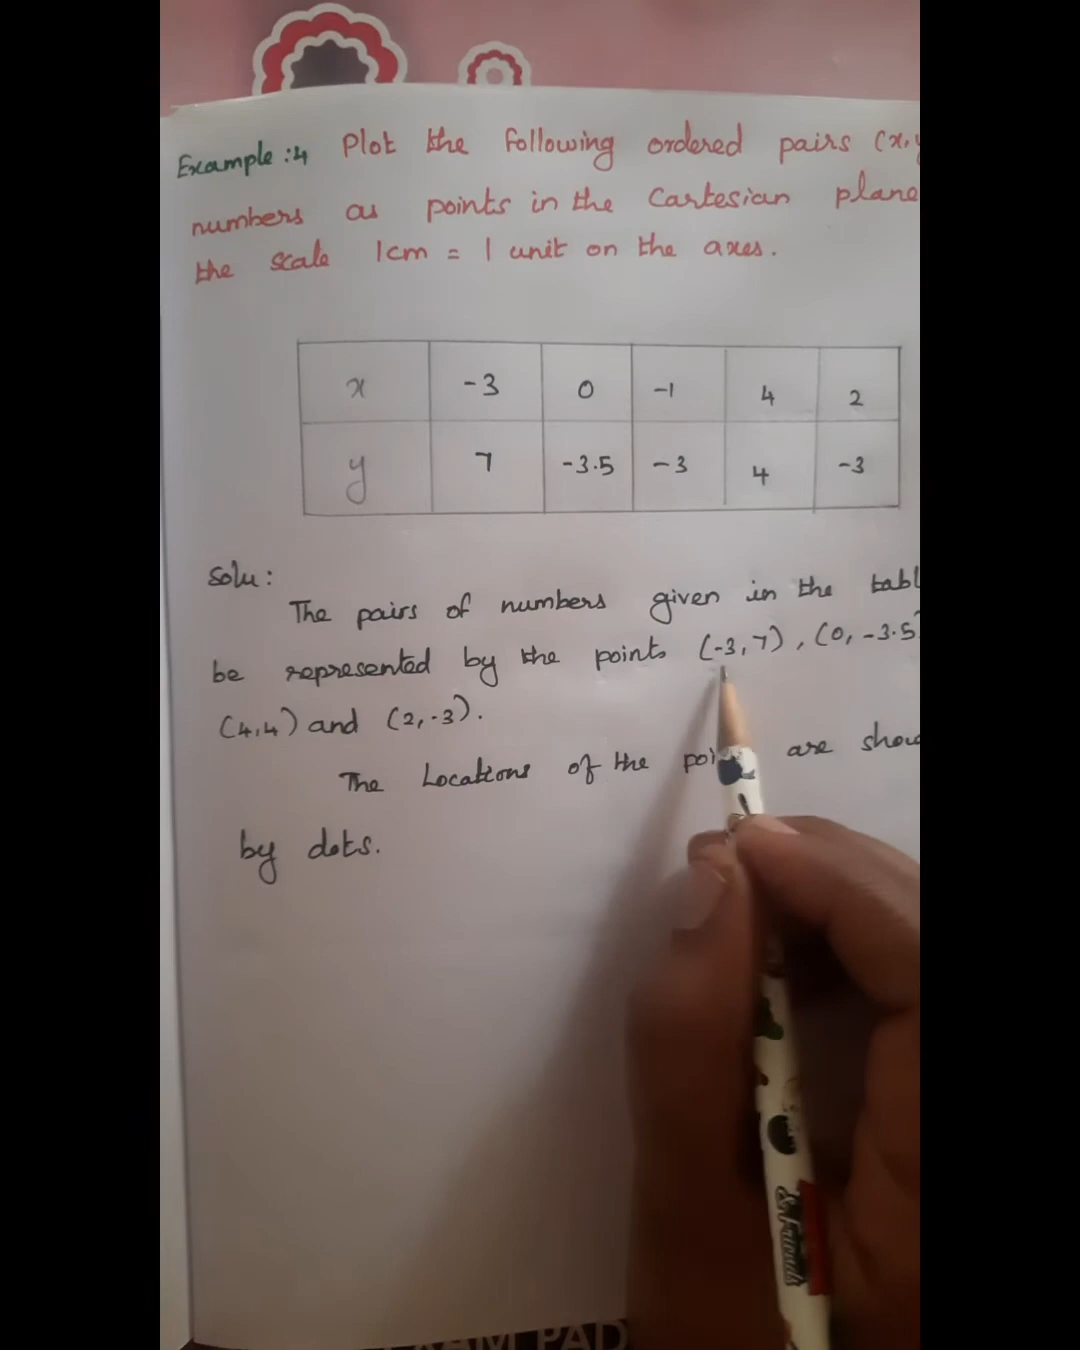 Example:4 Plot the following ordered pairs (x,y
numbers as points in the Cartesian plane
the scale 1cm = 1 unit on the axes.
x -3 0 -1 4 2
y 7 -3.5 -3 4 -3
Solu:
The pairs of numbers given in the tabl
be represented by the points (-3,7), (0, -3.5)
(4,4) and (2,-3).
The Locations of the are show
by dots.
PAD